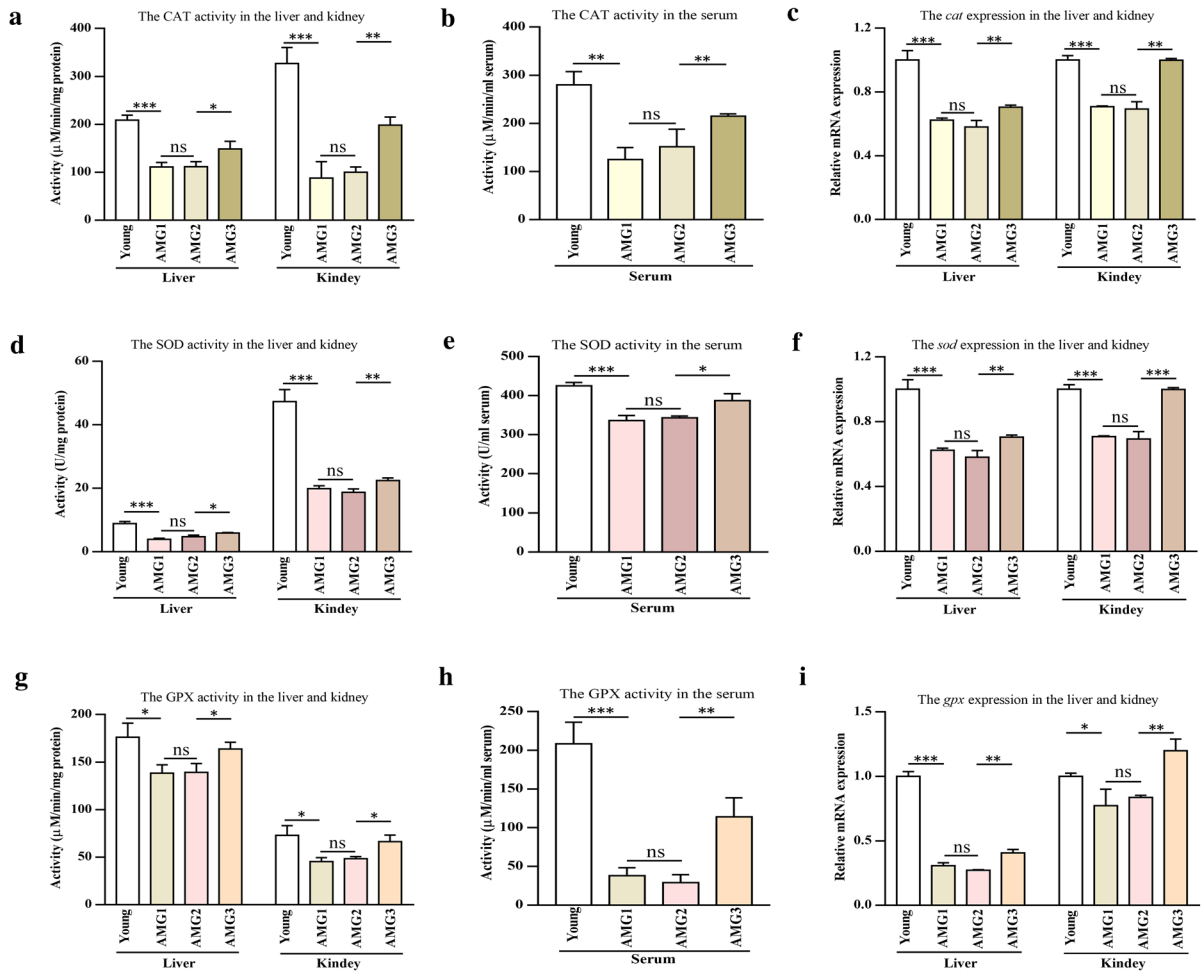 a
The CAT activity in the liver and kidney
Activity (μM/min/mg protein)
400
300
200
100
0
***
ns
*
***
ns
**
Young
AMG1
AMG2
AMG3
Young
AMG1
AMG2
AMG3
Liver
Kindey
b
The CAT activity in the serum
Activity (μM/min/ml serum)
400
300
200
100
0
**
ns
**
Young
AMG1
AMG2
AMG3
Serum
c
The cat expression in the liver and kidney
Relative mRNA expression
1.2
0.8
0.4
0.0
***
ns
**
***
ns
**
Young
AMG1
AMG2
AMG3
Young
AMG1
AMG2
AMG3
Liver
Kindey
d
The SOD activity in the liver and kidney
Activity (U/mg protein)
60
40
20
0
***
ns
*
***
ns
**
Young
AMG1
AMG2
AMG3
Young
AMG1
AMG2
AMG3
Liver
Kindey
e
The SOD activity in the serum
Activity (U/ml serum)
500
400
300
200
100
0
***
ns
*
Young
AMG1
AMG2
AMG3
Serum
f
The sod expression in the liver and kidney
Relative mRNA expression
1.2
0.8
0.4
0.0
***
ns
**
***
ns
***
Young
AMG1
AMG2
AMG3
Young
AMG1
AMG2
AMG3
Liver
Kindey
g
The GPX activity in the liver and kidney
Activity (μM/min/mg protein)
200
150
100
50
0
*
ns
*
*
ns
*
Young
AMG1
AMG2
AMG3
Young
AMG1
AMG2
AMG3
Liver
Kindey
h
The GPX activity in the serum
Activity (μM/min/ml serum)
250
200
150
100
50
0
***
ns
**
Young
AMG1
AMG2
AMG3
Serum
i
The gpx expression in the liver and kidney
Relative mRNA expression
1.5
1.0
0.5
0.0
***
ns
**
*
ns
**
Young
AMG1
AMG2
AMG3
Young
AMG1
AMG2
AMG3
Liver
Kindey